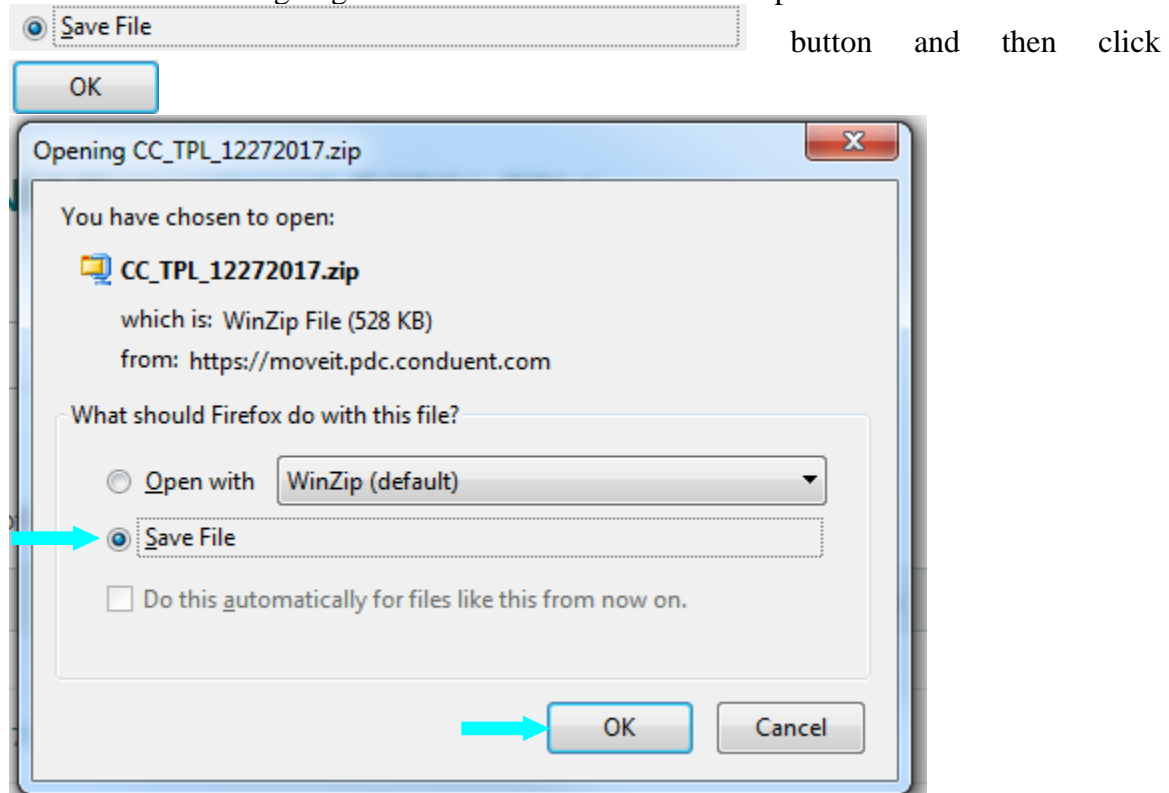 Save File
button and then click
OK
Opening CC_TPL_12272017.zip
You have chosen to open:
CC_TPL_12272017.zip
which is: WinZip File (528 KB)
from: https://moveit.pdc.conduent.com
What should Firefox do with this file?
Open with WinZip (default)
Save File
Do this automatically for files like this from now on.
OK Cancel